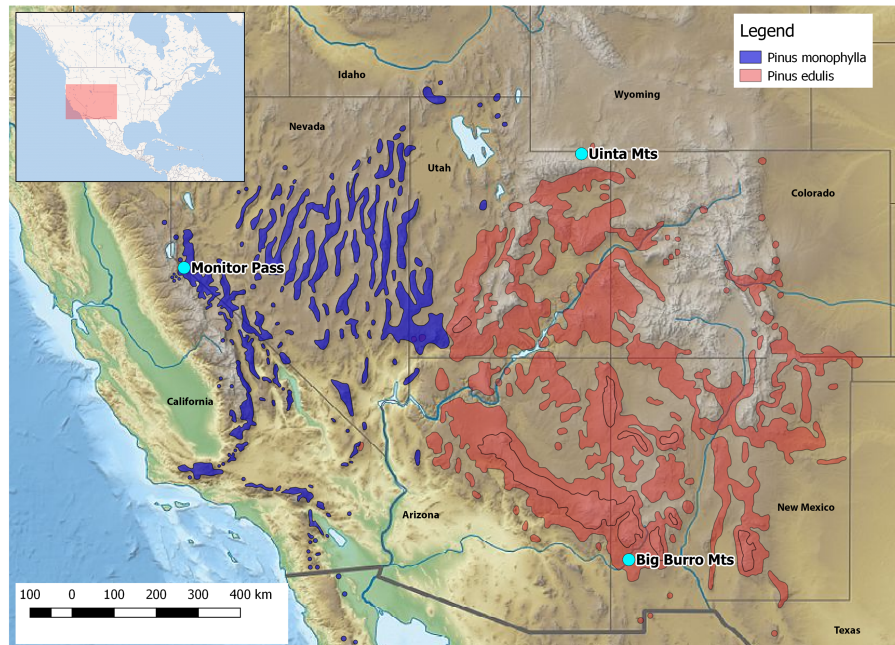 Legend
Pinus monophylla
Pinus edulis
Idaho
Wyoming
Nevada
Utah
Uinta Mts
Colorado
Monitor Pass
California
Arizona
New Mexico
Big Burro Mts
100 0 100 200 300 400 km
Texas